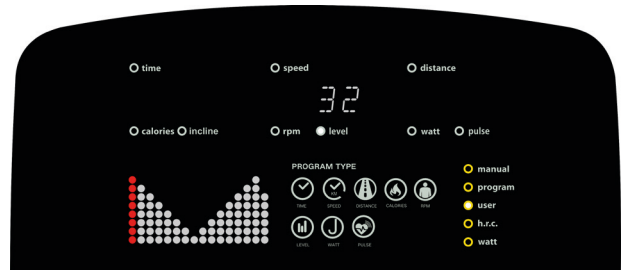 time speed distance
32
calories incline rpm level watt pulse
PROGRAM TYPE
manual
program
user
h.r.c.
watt
KM
TIME SPEED DISTANCE CALORIES RPM
LEVEL WATT PULSE